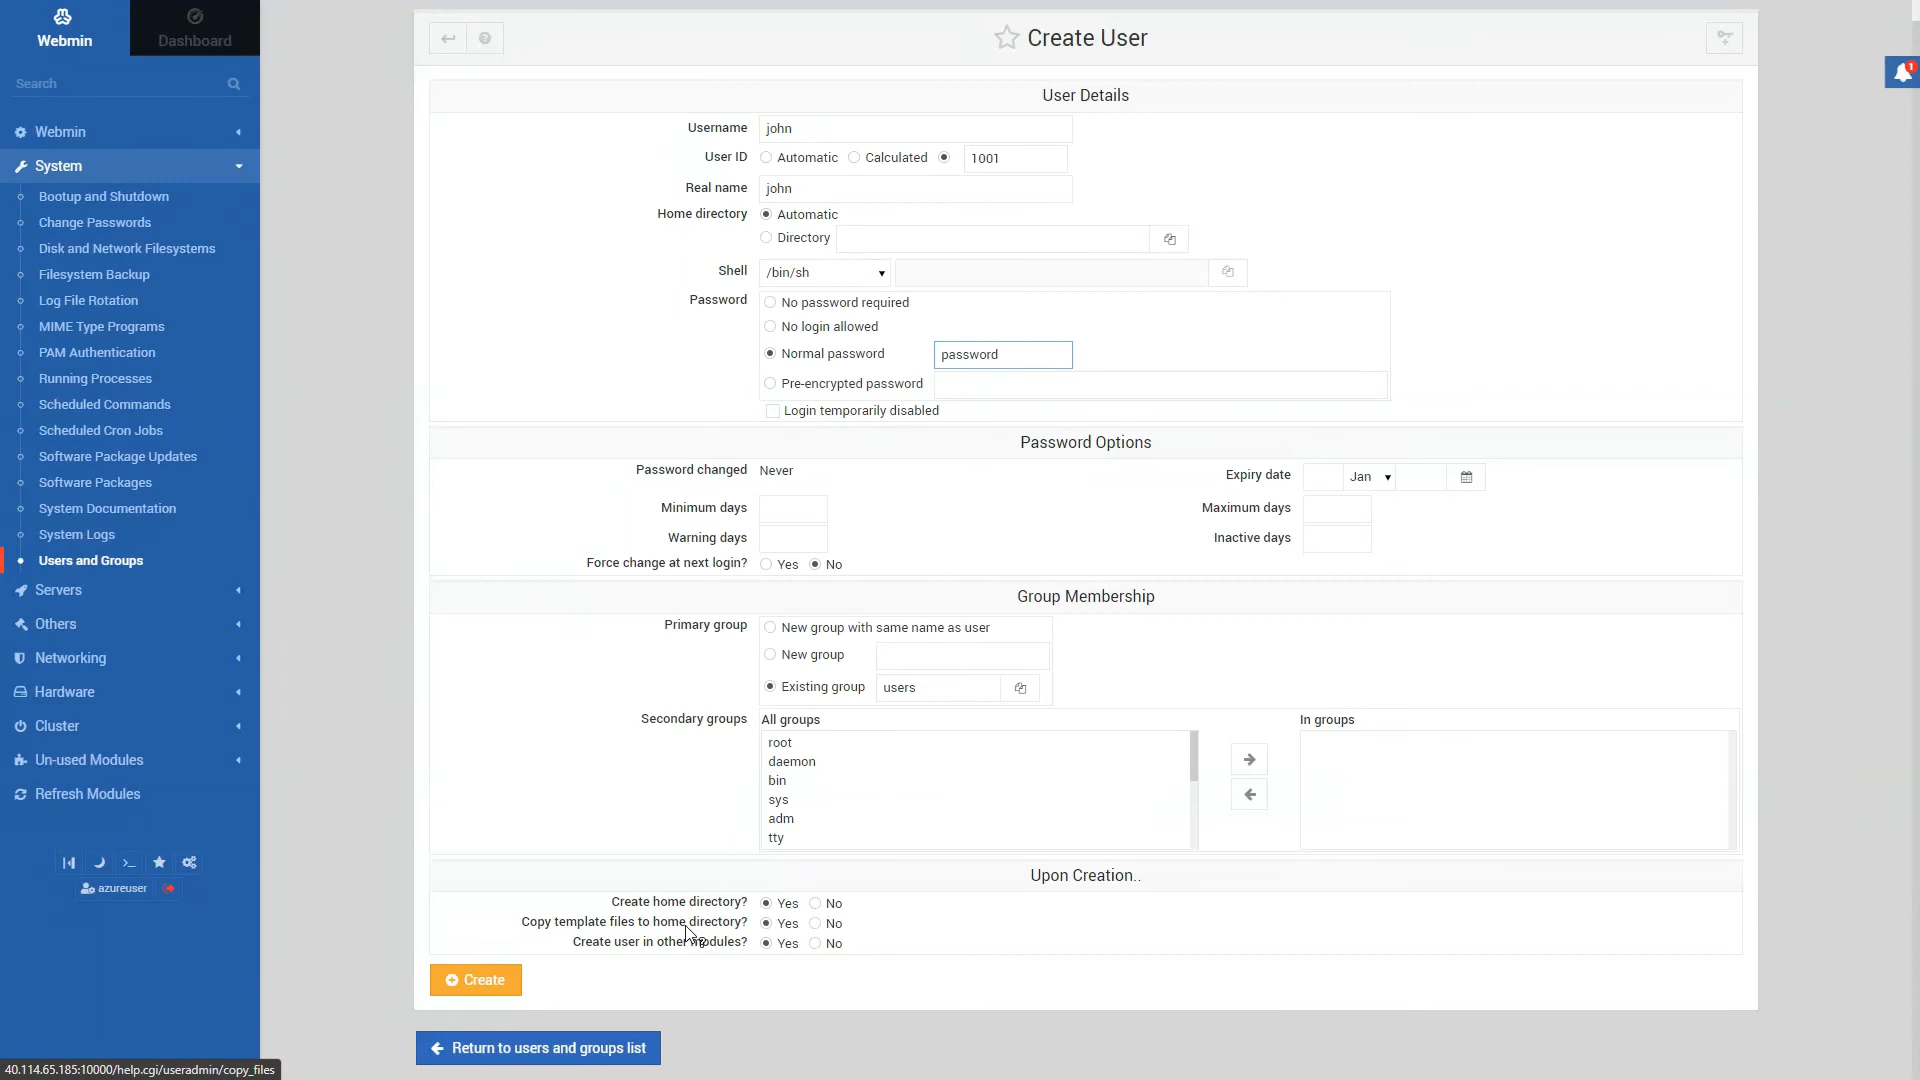 Webmin
Dashboard
Search
Webmin
System
Bootup and Shutdown
Change Passwords
Disk and Network Filesystems
Filesystem Backup
Log File Rotation
MIME Type Programs
PAM Authentication
Running Processes
Scheduled Commands
Scheduled Cron Jobs
Software Package Updates
Software Packages
System Documentation
System Logs
Users and Groups
Servers
Others
Networking
Hardware
Cluster
Un-used Modules
Refresh Modules
azureuser
40.114.65.185:10000/help.cgi/useradmin/copy_files
Create User
1
User Details
Username john
User ID Automatic Calculated 1001
Real name john
Home directory Automatic
Directory
Shell /bin/sh
Password No password required
No login allowed
Normal password password
Pre-encrypted password
Login temporarily disabled
Password Options
Password changed Never Expiry date Jan
Minimum days Maximum days
Warning days Inactive days
Force change at next login? Yes No
Group Membership
Primary group New group with same name as user
New group
Existing group users
Secondary groups All groups In groups
root
daemon
bin
sys
adm
tty
Upon Creation..
Create home directory? Yes No
Copy template files to home directory? Yes No
Create user in other modules? Yes No
Create
Return to users and groups list